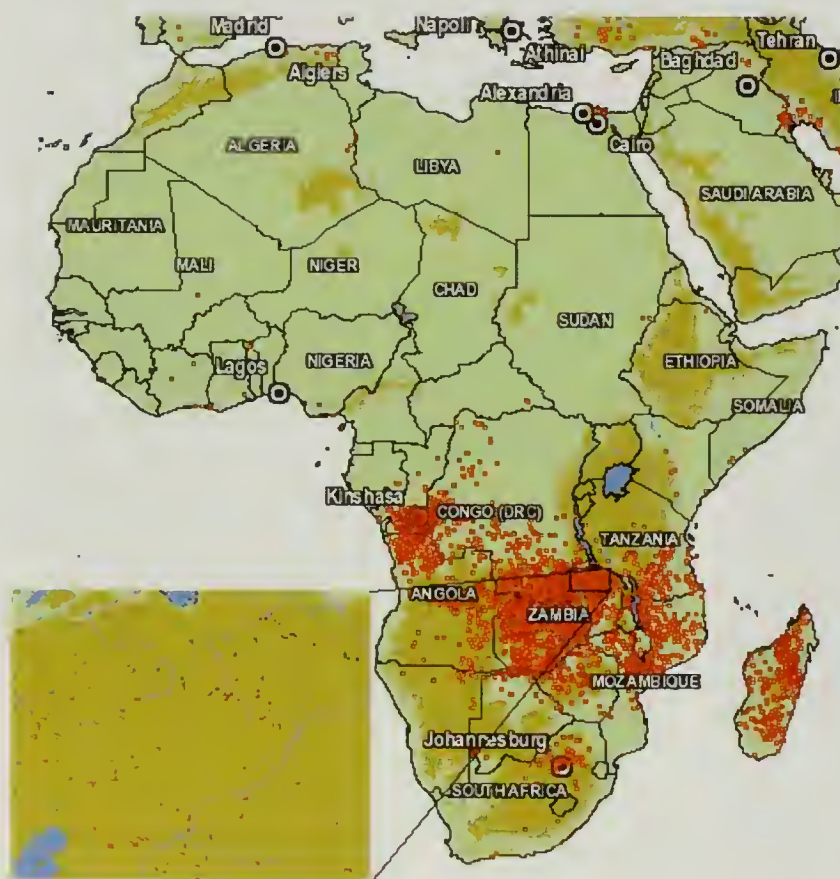 Madrid
Napoli
Tehran
Athinai
Baghdad
Algiers
Alexandria
Cairo
ALGERIA
LIBYA
SAUDI ARABIA
MAURITANIA
MALI
NIGER
CHAD
SUDAN
Lagos
NIGERIA
ETHIOPIA
SOMALIA
Kinshasa
CONGO (DRC)
TANZANIA
ANGOLA
ZAMBIA
MOZAMBIQUE
Johannesburg
SOUTH AFRICA